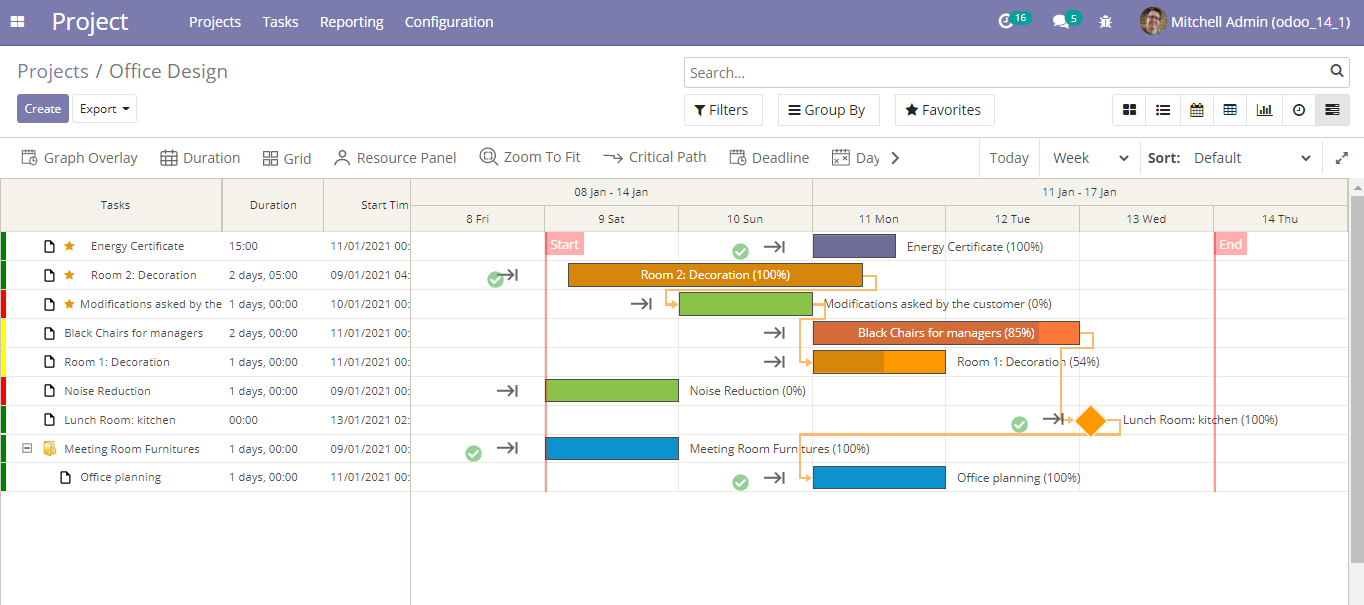 Project Projects Tasks Reporting Configuration 16 5 Mitchell Admin (odoo_14_1)
Projects / Office Design Search...
Create Export Filters Group By Favorites
Graph Overlay Duration Grid Resource Panel Zoom To Fit Critical Path Deadline Day Today Week Sort: Default
Tasks Duration Start Tim 08 Jan - 14 Jan 11 Jan - 17 Jan
8 Fri 9 Sat 10 Sun 11 Mon 12 Tue 13 Wed 14 Thu
Energy Certificate 15:00 11/01/2021 00: Start Energy Certificate (100%) End
Room 2: Decoration 2 days, 05:00 09/01/2021 04: Room 2: Decoration (100%)
Modifications asked by the 1 days, 00:00 10/01/2021 00: Modifications asked by the customer (0%)
Black Chairs for managers 2 days, 00:00 11/01/2021 00: Black Chairs for managers (85%)
Room 1: Decoration 1 days, 00:00 11/01/2021 00: Room 1: Decoration (54%)
Noise Reduction 1 days, 00:00 09/01/2021 00: Noise Reduction (0%)
Lunch Room: kitchen 00:00 13/01/2021 02: Lunch Room: kitchen (100%)
Meeting Room Furnitures 1 days, 00:00 09/01/2021 00: Meeting Room Furnitures (100%)
Office planning 1 days, 00:00 11/01/2021 00: Office planning (100%)